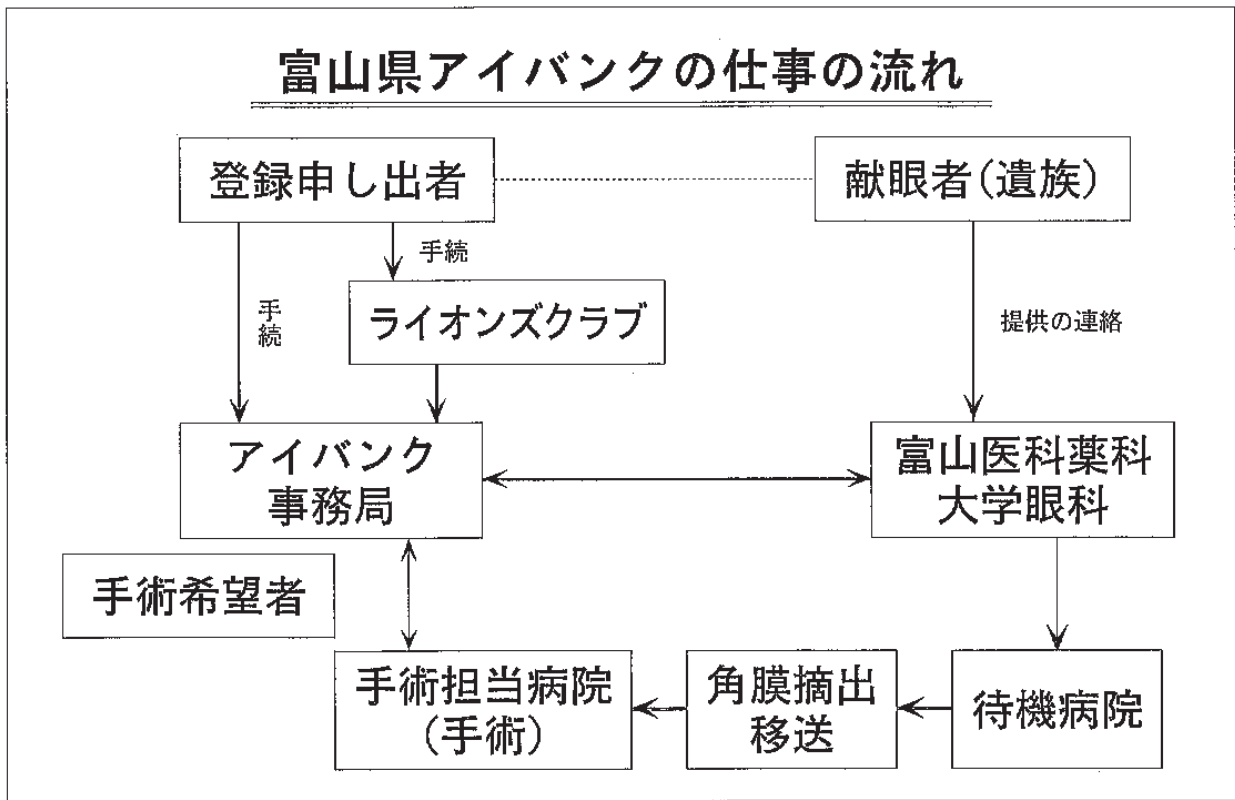 富山県アイバンクの仕事の流れ
登録申し出者
献眼者(遺族)
手続
手続
ライオンズクラブ
提供の連絡
アイバンク
事務局
富山医科薬科
大学眼科
手術希望者
手術担当病院
(手術)
角膜摘出
移送
待機病院